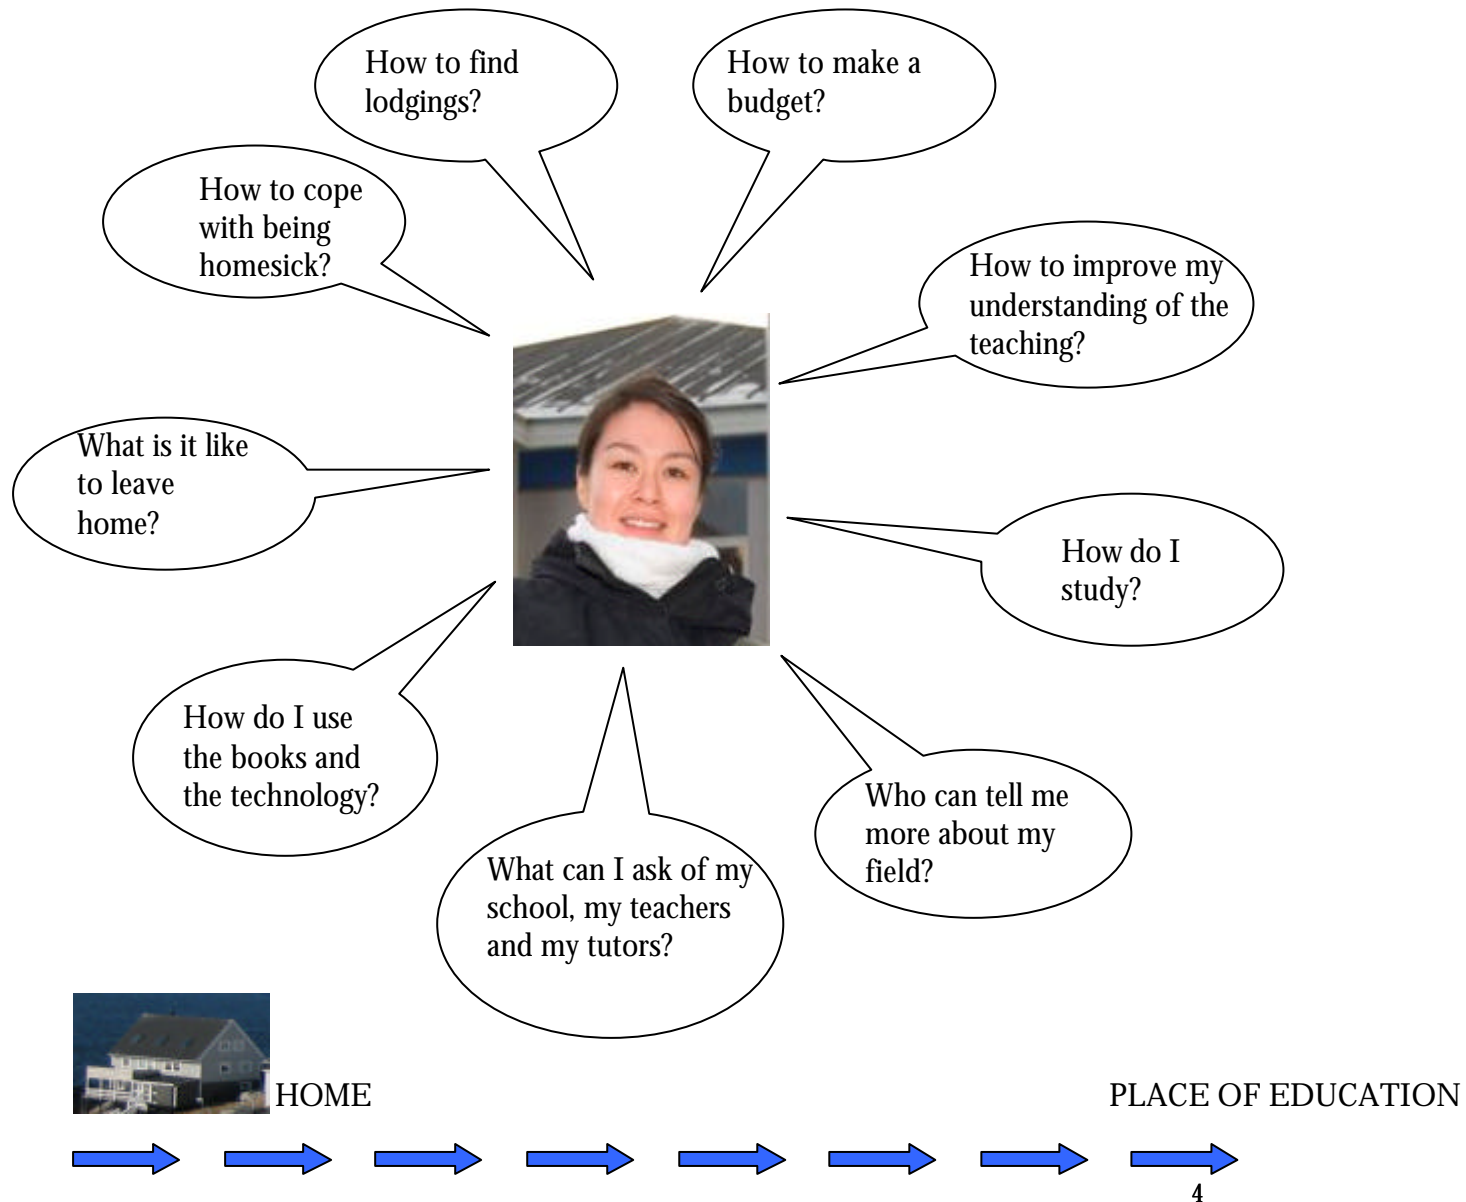 How to find
lodgings?
How to make a
budget?
How to cope
with being
homesick?
How to improve my
understanding of the
teaching?
What is it like
to leave
home?
How do I
study?
How do I use
the books and
the technology?
Who can tell me
more about my
field?
What can I ask of my
school, my teachers
and my tutors?
HOME
PLACE OF EDUCATION
4